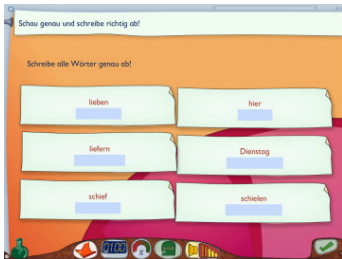 Schau genau und schreibe richtig ab!
Schreibe alle Wörter genau ab!
lieben
hier
liefern
Dienstag
schief
schielen